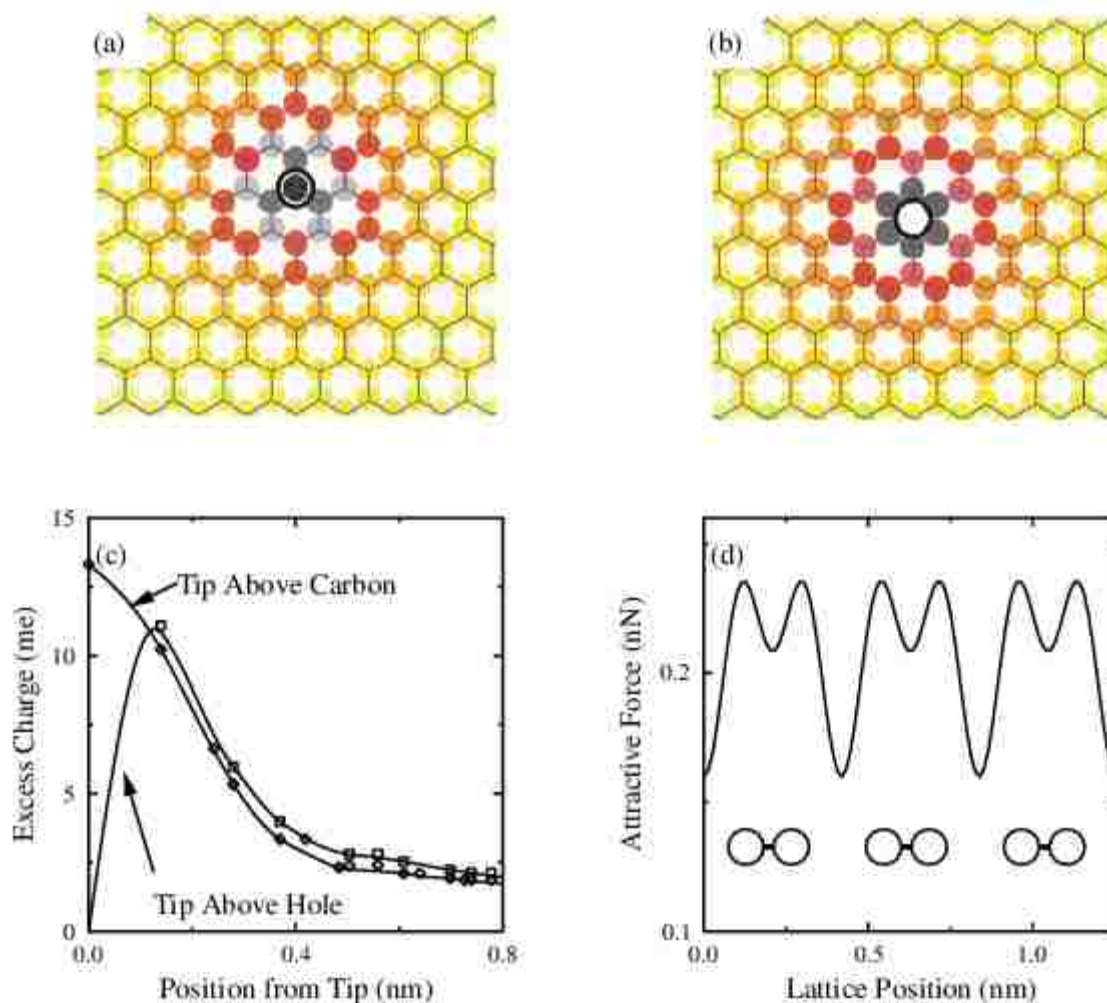 (a)
(b)
15
10
5
0
0.0
0.4
0.8
Excess Charge (me)
Position from Tip (nm)
(c)
Tip Above Carbon
Tip Above Hole
(d)
0.2
0.1
0.0
0.5
1.0
Attractive Force (nN)
Lattice Position (nm)